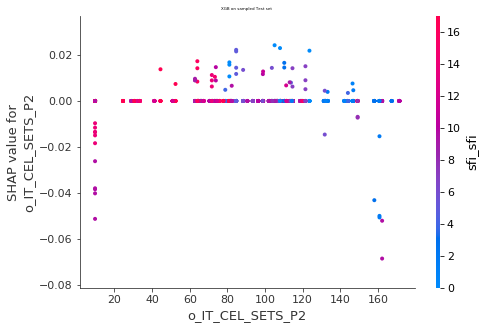 XGB on sampled Test set
SHAP value for
o_IT_CEL_SETS_P2
0.02
0.00
−0.02
−0.04
−0.06
−0.08
20 40 60 80 100 120 140 160
o_IT_CEL_SETS_P2
16
14
12
10
8
6
4
2
0
sfi_sfi